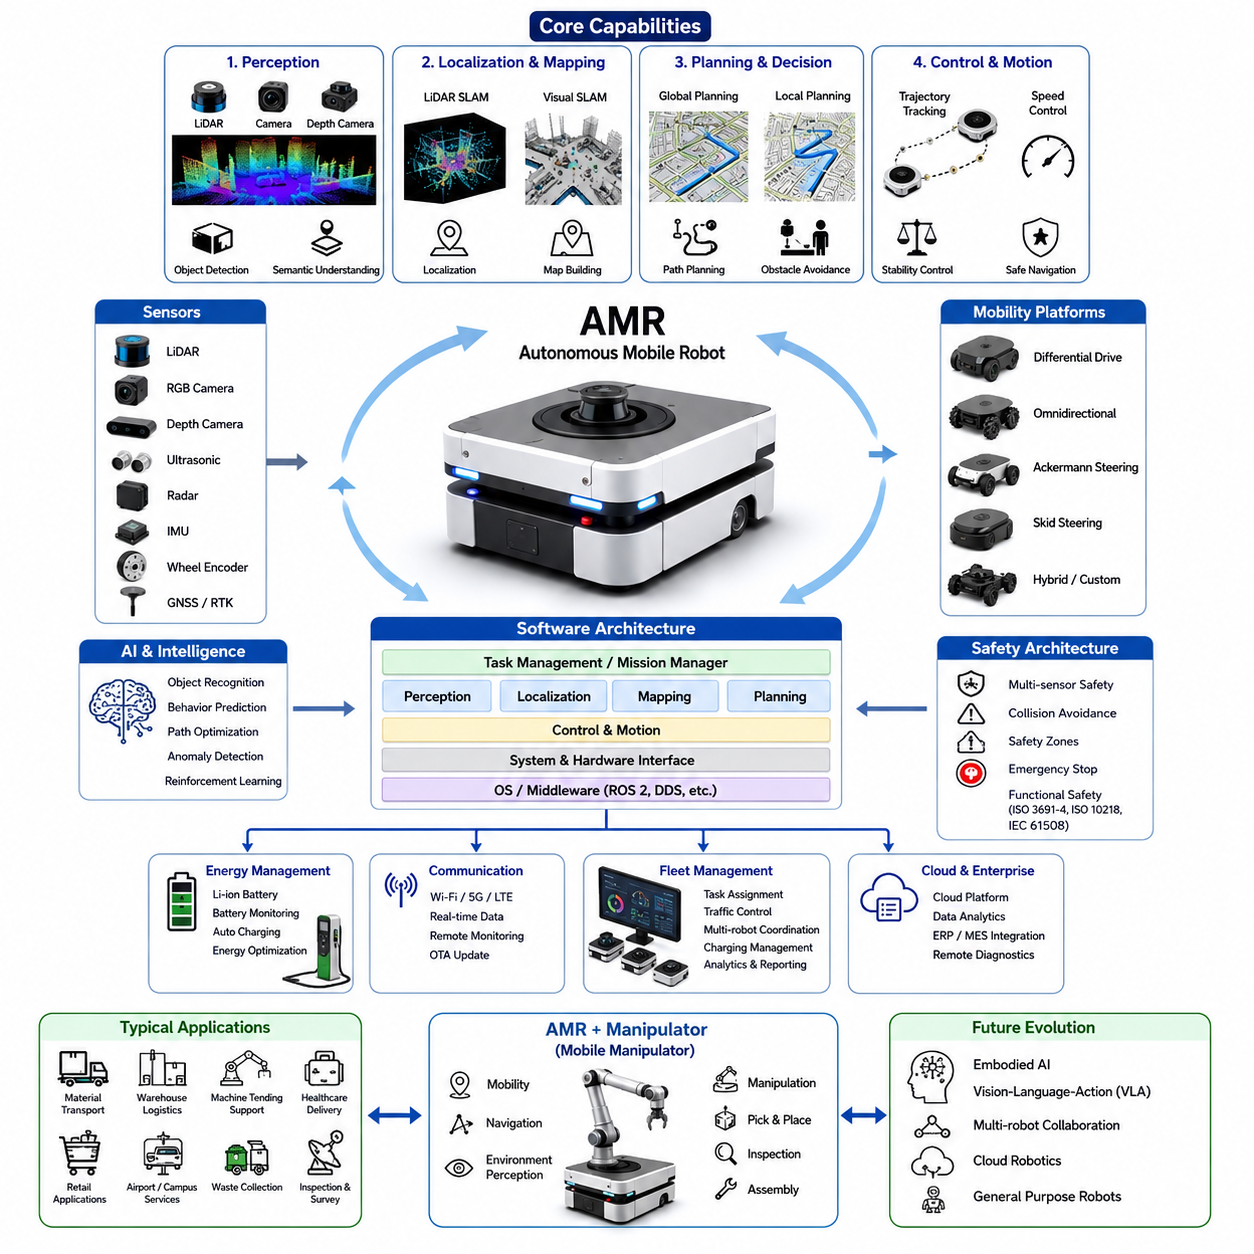 Core Capabilities
1. Perception
LiDAR
Camera
Depth Camera
Object Detection
Semantic Understanding
2. Localization & Mapping
LiDAR SLAM
Visual SLAM
Localization
Map Building
3. Planning & Decision
Global Planning
Local Planning
Path Planning
Obstacle Avoidance
4. Control & Motion
Trajectory
Tracking
Speed
Control
Stability Control
Safe Navigation
Sensors
LiDAR
RGB Camera
Depth Camera
Ultrasonic
Radar
IMU
Wheel Encoder
GNSS / RTK
AMR
Autonomous Mobile Robot
Mobility Platforms
Differential Drive
Omnidirectional
Ackermann Steering
Skid Steering
Hybrid / Custom
AI & Intelligence
Object Recognition
Behavior Prediction
Path Optimization
Anomaly Detection
Reinforcement Learning
Software Architecture
Task Management / Mission Manager
Perception
Localization
Mapping
Planning
Control & Motion
System & Hardware Interface
OS / Middleware (ROS 2, DDS, etc.)
Safety Architecture
Multi-sensor Safety
Collision Avoidance
Safety Zones
Emergency Stop
Functional Safety
(ISO 3691-4, ISO 10218,
IEC 61508)
Energy Management
Li-ion Battery
Battery Monitoring
Auto Charging
Energy Optimization
Communication
Wi-Fi / 5G / LTE
Real-time Data
Remote Monitoring
OTA Update
Fleet Management
Task Assignment
Traffic Control
Multi-robot Coordination
Charging Management
Analytics & Reporting
Cloud & Enterprise
Cloud Platform
Data Analytics
ERP / MES Integration
Remote Diagnostics
Typical Applications
Material
Transport
Warehouse
Logistics
Machine Tending
Support
Healthcare
Delivery
Retail
Applications
Airport / Campus
Services
Waste Collection
Inspection &
Survey
AMR + Manipulator
(Mobile Manipulator)
Mobility
Navigation
Environment
Perception
Manipulation
Pick & Place
Inspection
Assembly
Future Evolution
Embodied AI
Vision-Language-Action (VLA)
Multi-robot Collaboration
Cloud Robotics
General Purpose Robots